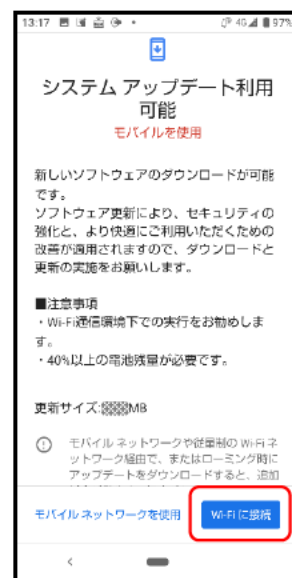 13:17
4G 97%
システム アップデート利用
可能
モバイルを使用
新しいソフトウェアのダウンロードが可能
です。
ソフトウェア更新により、セキュリティの
強化と、より快適にご利用いただくための
改善が適用されますので、ダウンロードと
更新の実施をお願いします。
■注意事項
・Wi-Fi通信環境下での実行をお勧めしま
す。
・40%以上の電池残量が必要です。
更新サイズ:MB
モバイル ネットワークや従量制の Wi-Fi ネ
ットワーク経由で、またはローミング時に
アップデートをダウンロードすると、追加
モバイル ネットワークを使用
Wi-Fi に接続